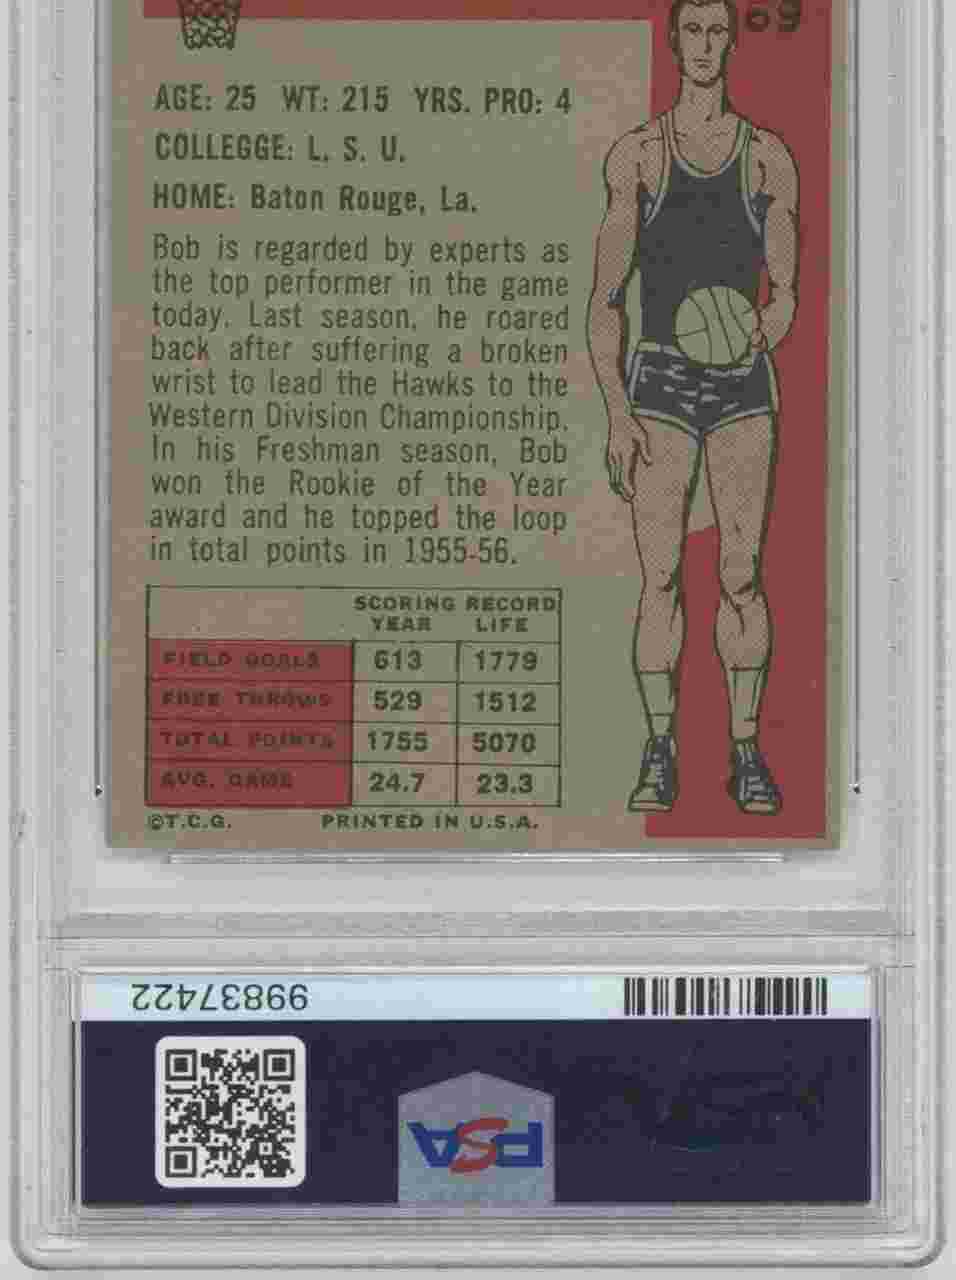 6'9
AGE: 25 WT: 215 YRS. PRO: 4
COLLEGGE: L. S. U.
HOME: Baton Rouge, La.
Bob is regarded by experts as
the top performer in the game
today. Last season, he roared
back after suffering a broken
wrist to lead the Hawks to the
Western Division Championship.
In his Freshman season, Bob
won the Rookie of the Year
award and he topped the loop
in total points in 1955-56.
SCORING RECORD
YEAR LIFE
FIELD GOALS 613 1779
FREE THROWS 529 1512
TOTAL POINTS 1755 5070
AVG. GAME 24.7 23.3
©T.C.G. PRINTED IN U.S.A.
99837422
PSA